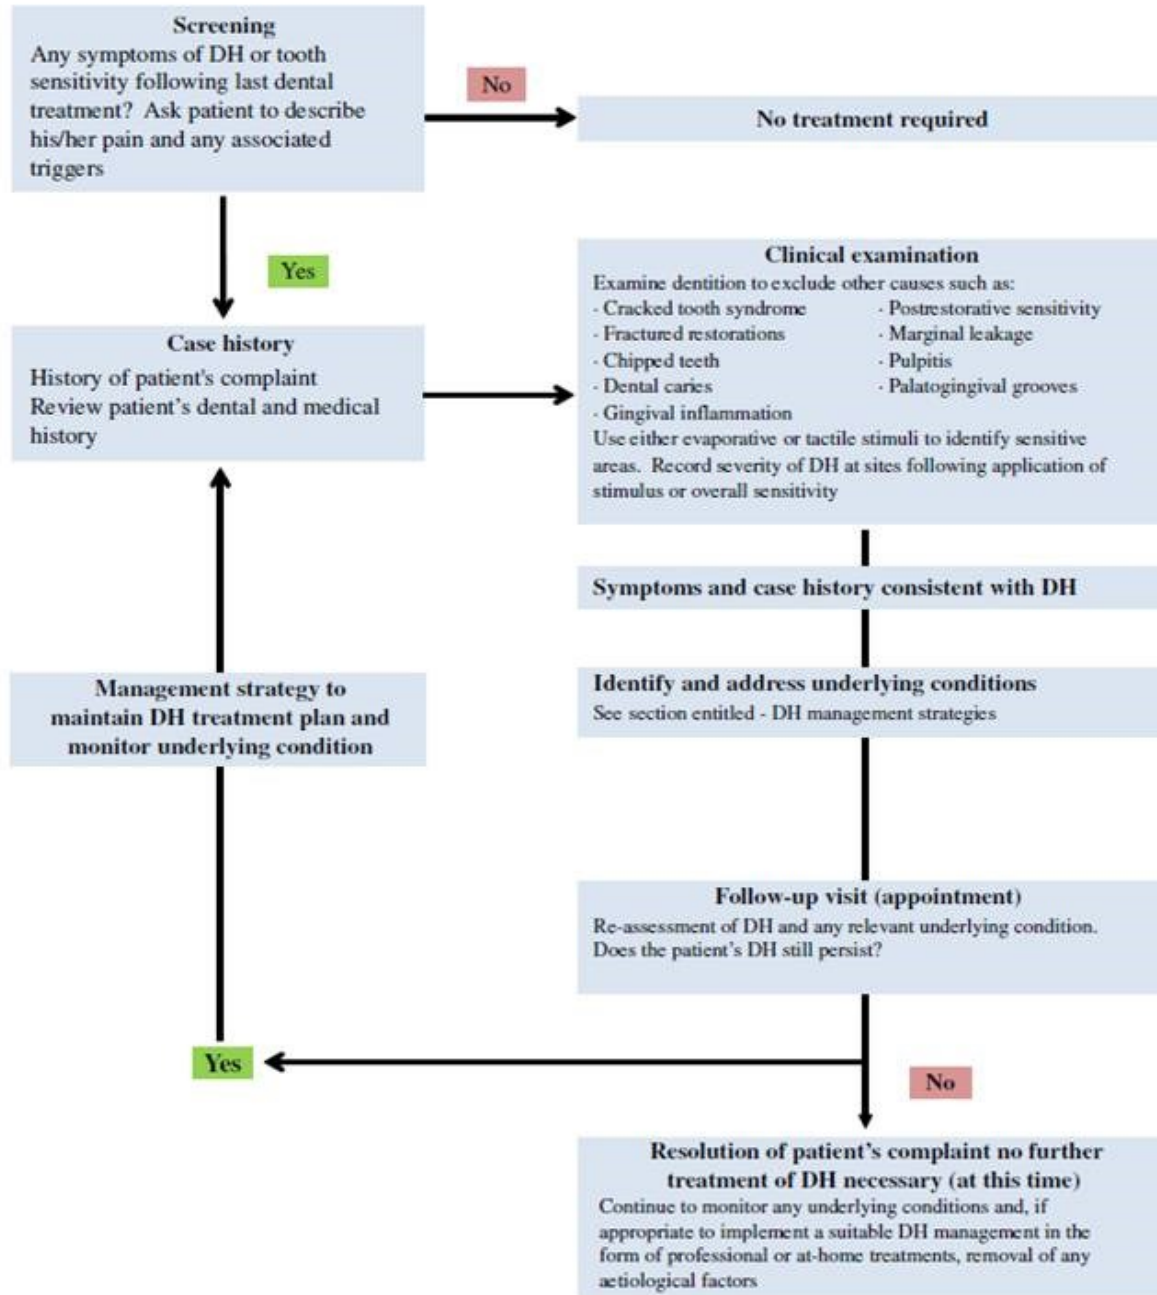 Screening
Any symptoms of DH or tooth
sensitivity following last dental
treatment? Ask patient to describe
his/her pain and any associated
triggers
No
No treatment required
Yes
Case history
History of patient's complaint
Review patient's dental and medical
history
Clinical examination
Examine dentition to exclude other causes such as:
· Cracked tooth syndrome
· Fractured restorations
· Chipped teeth
· Dental caries
· Gingival inflammation
· Postrestorative sensitivity
· Marginal leakage
· Pulpitis
· Palatogingival grooves
Use either evaporative or tactile stimuli to identify sensitive
areas. Record severity of DH at sites following application of
stimulus or overall sensitivity
Symptoms and case history consistent with DH
Identify and address underlying conditions
See section entitled - DH management strategies
Management strategy to
maintain DH treatment plan and
monitor underlying condition
Follow-up visit (appointment)
Re-assessment of DH and any relevant underlying condition.
Does the patient's DH still persist?
Yes
No
Resolution of patient's complaint no further
treatment of DH necessary (at this time)
Continue to monitor any underlying conditions and, if
appropriate to implement a suitable DH management in the
form of professional or at-home treatments, removal of any
aetiological factors